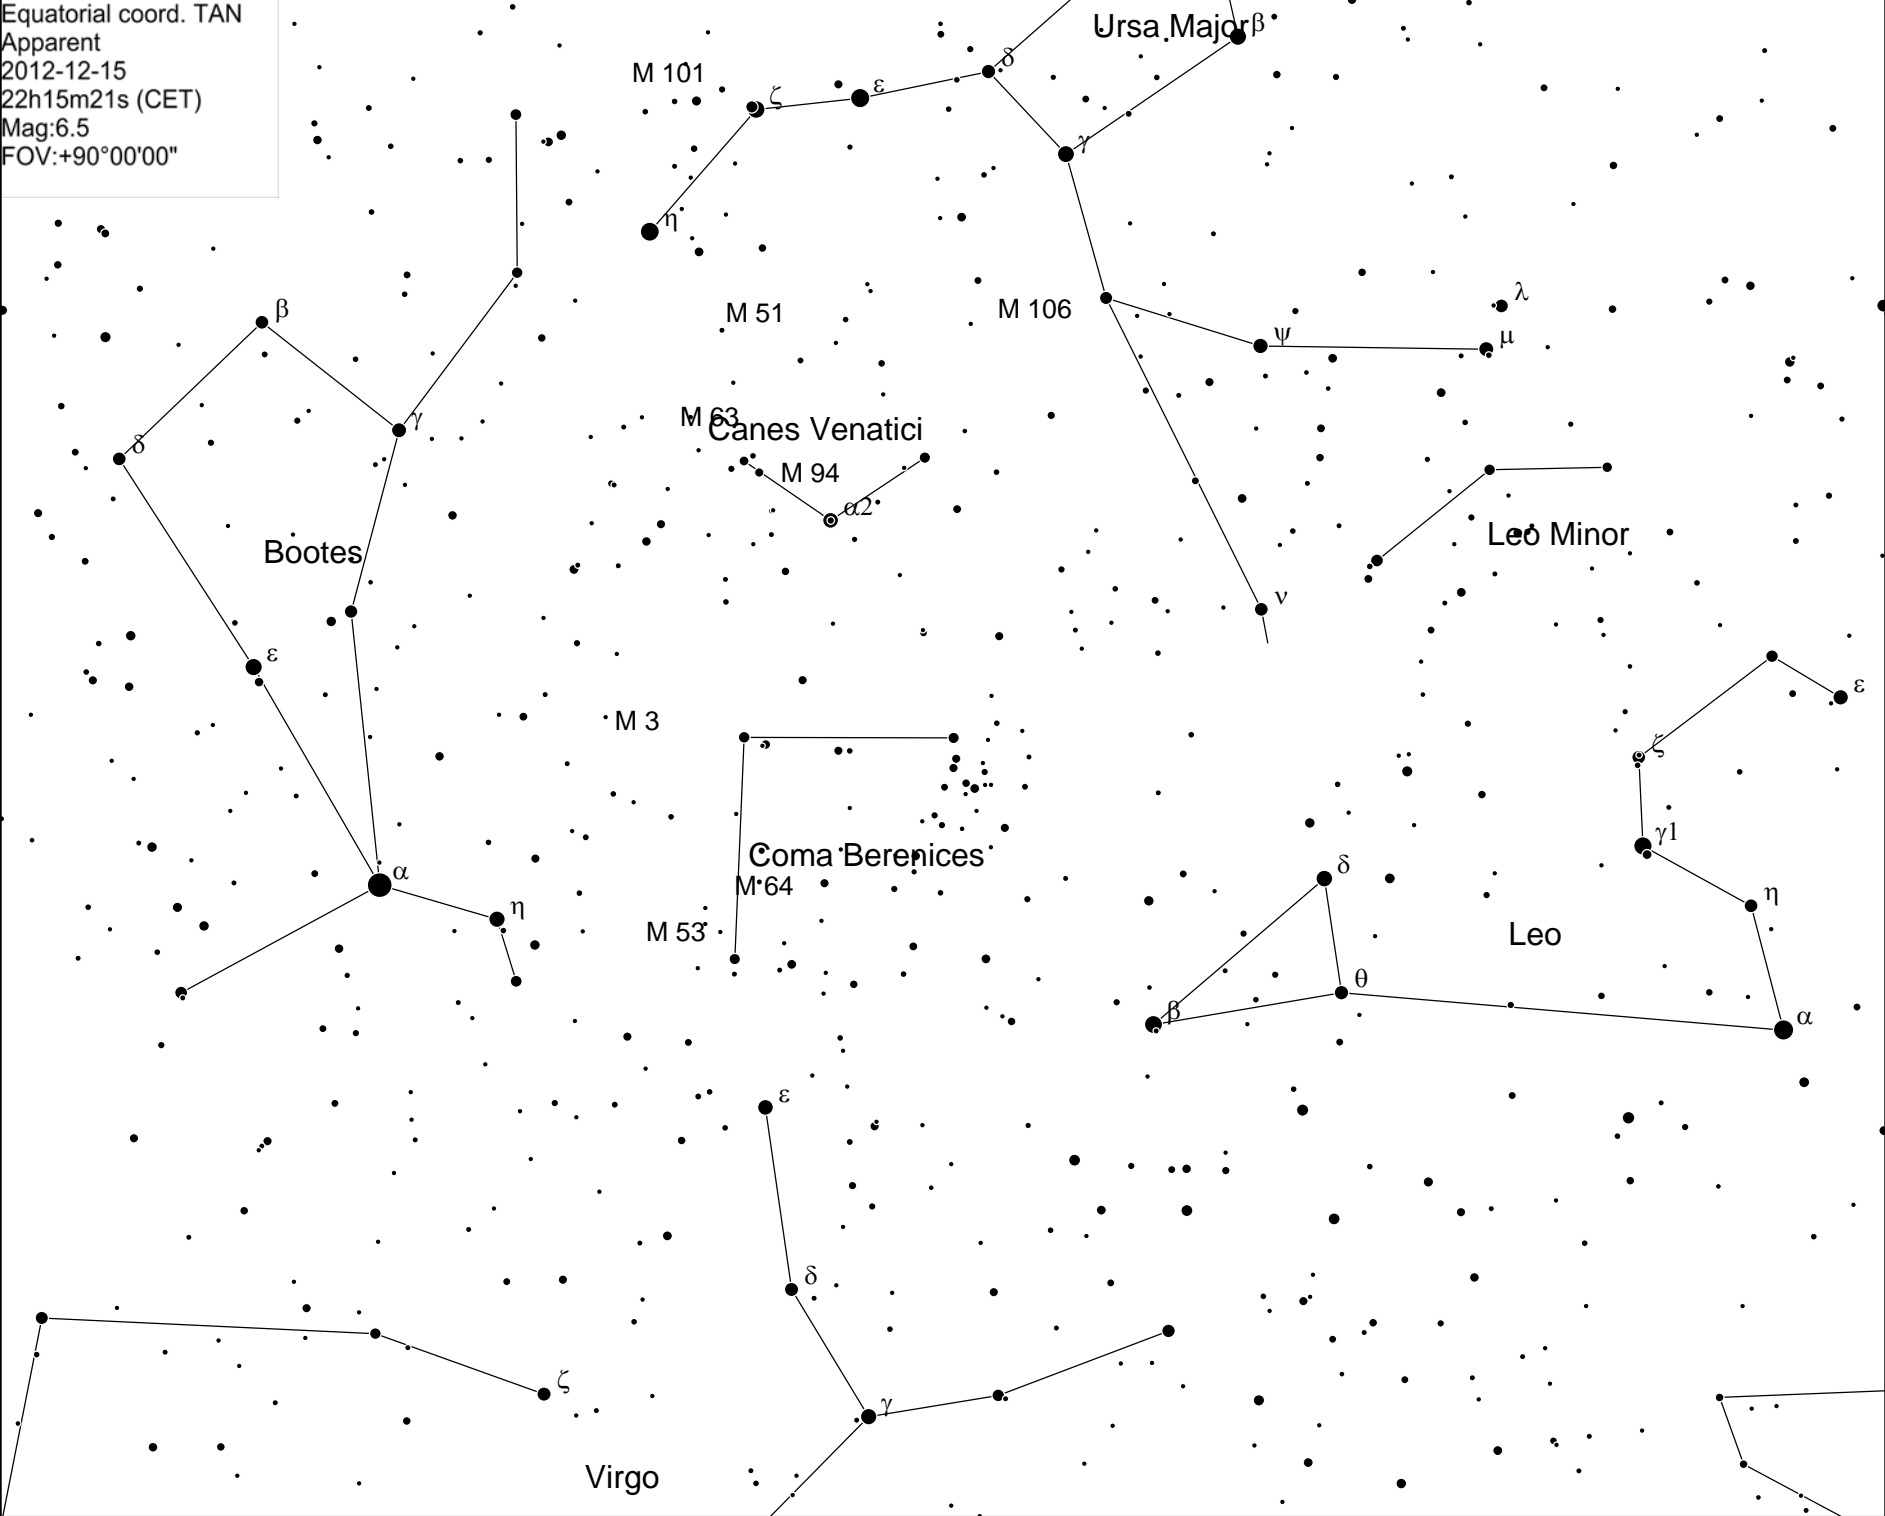 Equatorial coord. TAN
Apparent
2012-12-15
22h15m21s (CET)
Mag:6.5
FOV:+90°00'00"
Ursa Major β
δ
M 101
ζ
ε
γ
η
λ
β
M 51
M 106
ψ
μ
γ
M 63
Canes Venatici
δ
M 94
α2
Leo Minor
Bootes
ν
ε
ε
M 3
ζ
γ1
Coma Berenices
α
δ
M 64
η
η
M 53
Leo
θ
β
α
ε
δ
ζ
γ
Virgo